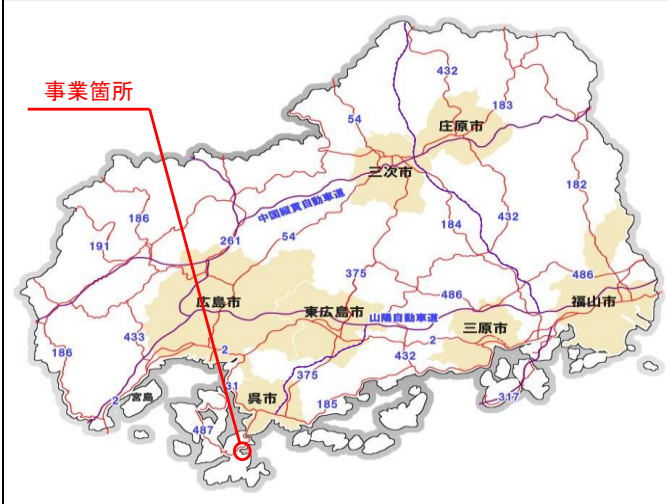 432
事業箇所
183
54
庄原市
三次市
182
186
中国縦貫自動車道
432
184
191
261
54
375
486
486
広島市
東広島市
山陽自動車道
福山市
三原市
433
2
2
186
432
31
375
呉市
185
317
2
宮島
487